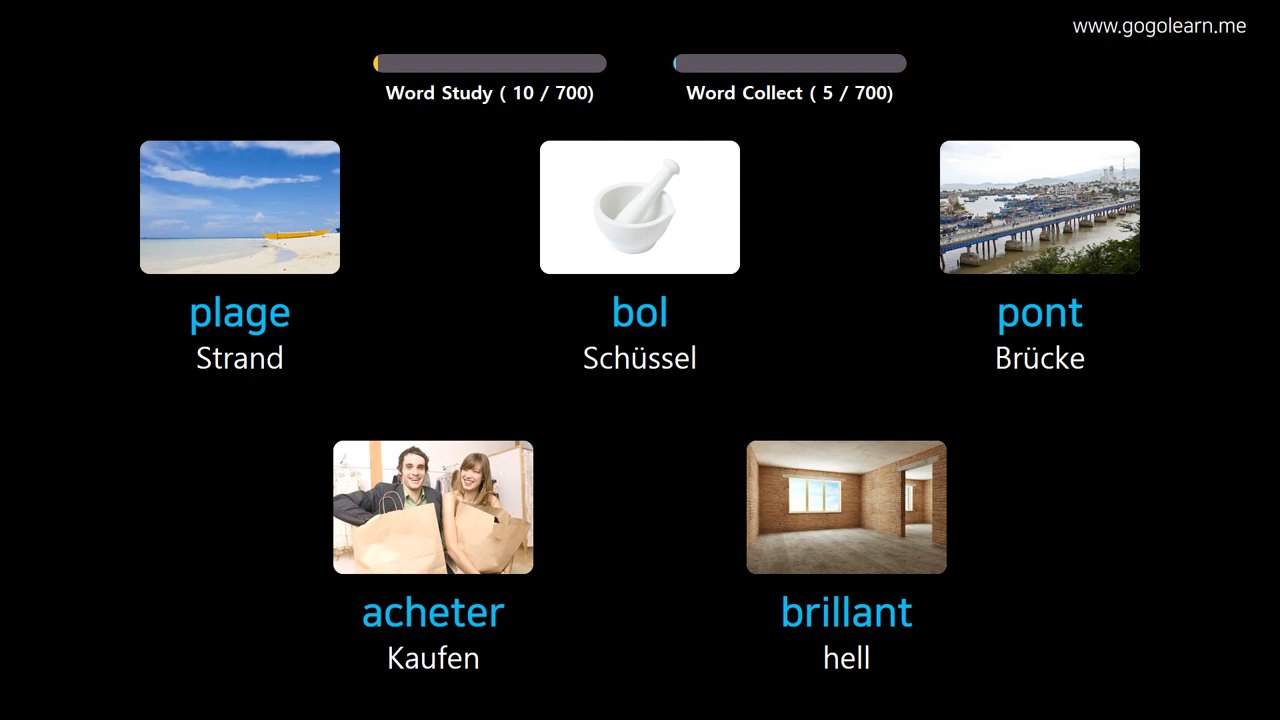 www.gogolearn.me
Word Study ( 10 / 700)
Word Collect ( 5 / 700)
plage
Strand
bol
Schüssel
pont
Brücke
acheter
Kaufen
brillant
hell